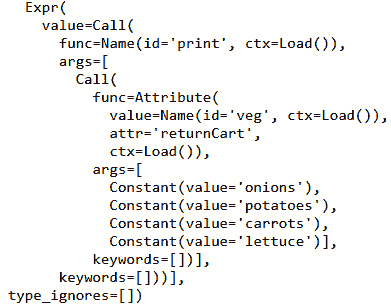 Expr(
value=Call(
func=Name(id='print', ctx=Load()),
args=[
Call(
func=Attribute(
value=Name(id='veg', ctx=Load()),
attr='returnCart',
ctx=Load()),
args=[
Constant(value='onions'),
Constant(value='potatoes'),
Constant(value='carrots'),
Constant(value='lettuce')],
keywords=[])],
keywords=[]))],
type_ignores=[])